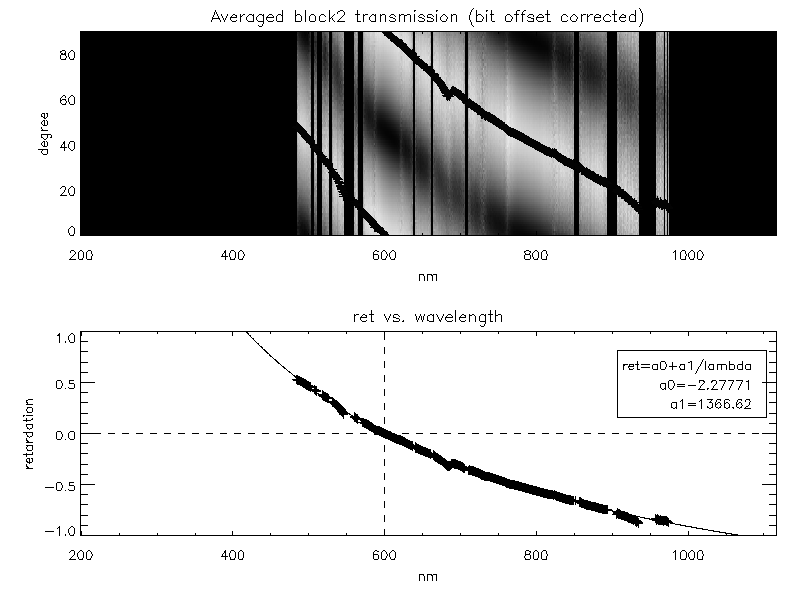 Averaged block2 transmission (bit offset corrected)
80
60
40
20
0
degree
200 400 600 800 1000
nm
ret vs. wavelength
1.0
0.5
0.0
-0.5
-1.0
retardation
ret=a0+a1/lambda
a0=-2.27771
a1=1366.62
200 400 600 800 1000
nm